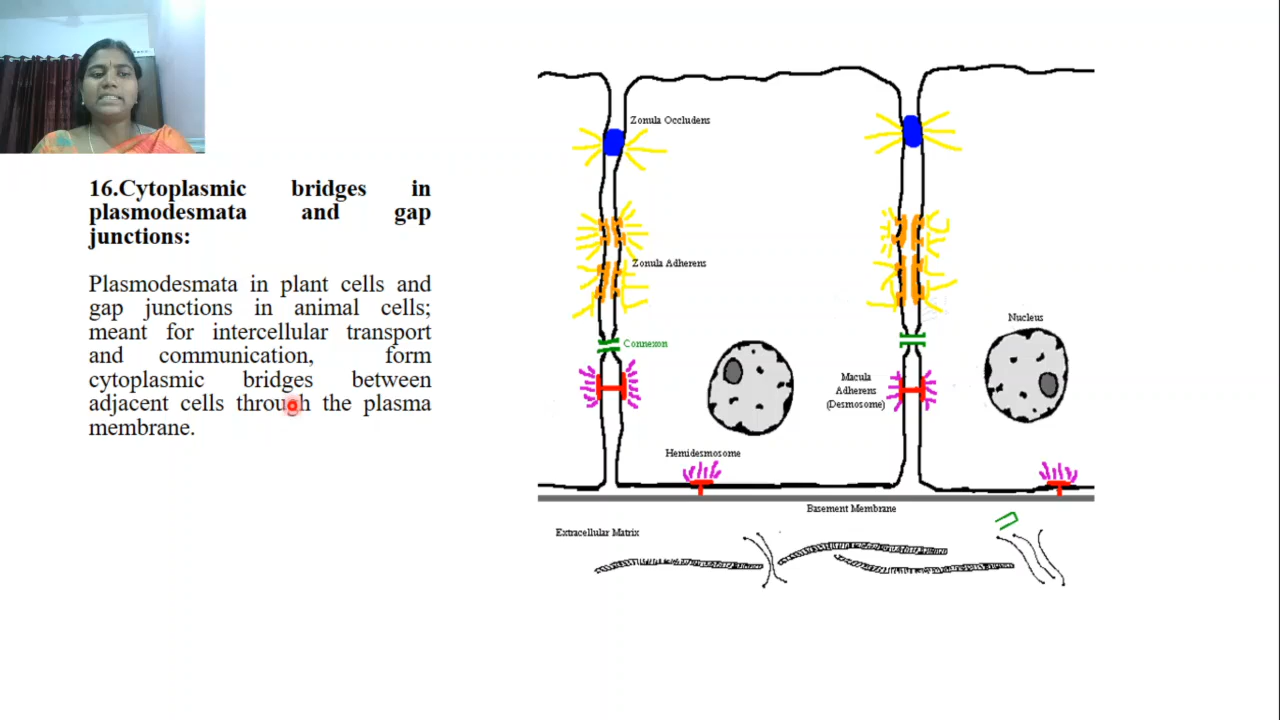 16.Cytoplasmic bridges in
plasmodesmata and gap
junctions:
Plasmodesmata in plant cells and
gap junctions in animal cells;
meant for intercellular transport
and communication, form
cytoplasmic bridges between
adjacent cells through the plasma
membrane.
Zonula Occludens
Zonula Adherens
Connexon
Nucleus
Macula
Adherens
(Desmosome)
Hemidesmosome
Basement Membrane
Extracellular Matrix